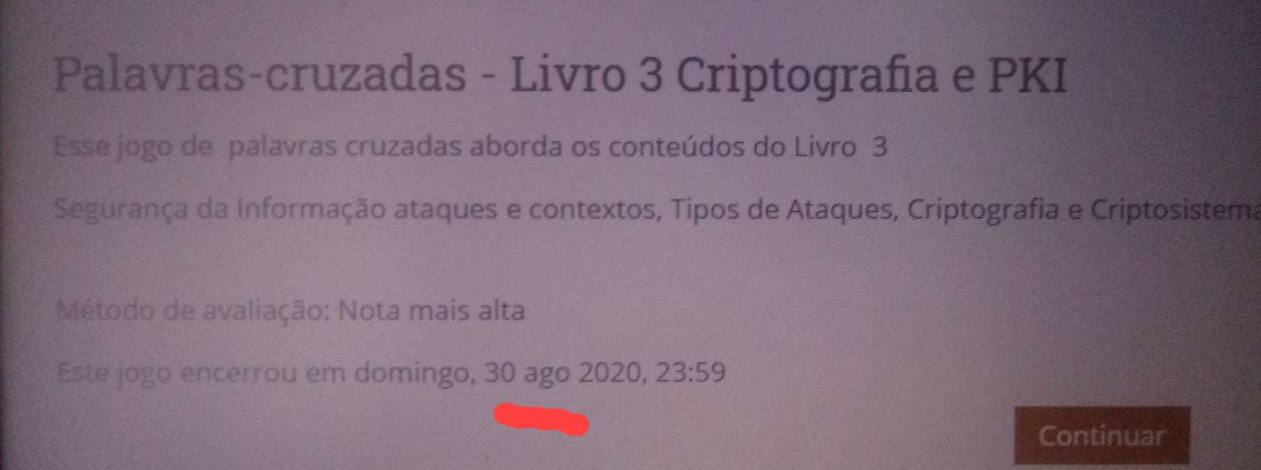 Palavras-cruzadas - Livro 3 Criptografia e PKI
Esse jogo de palavras cruzadas aborda os conteúdos do Livro 3
Segurança da Informação ataques e contextos, Tipos de Ataques, Criptografia e Criptosistema
Método de avaliação: Nota mais alta
Este jogo encerrou em domingo, 30 ago 2020, 23:59
Continuar